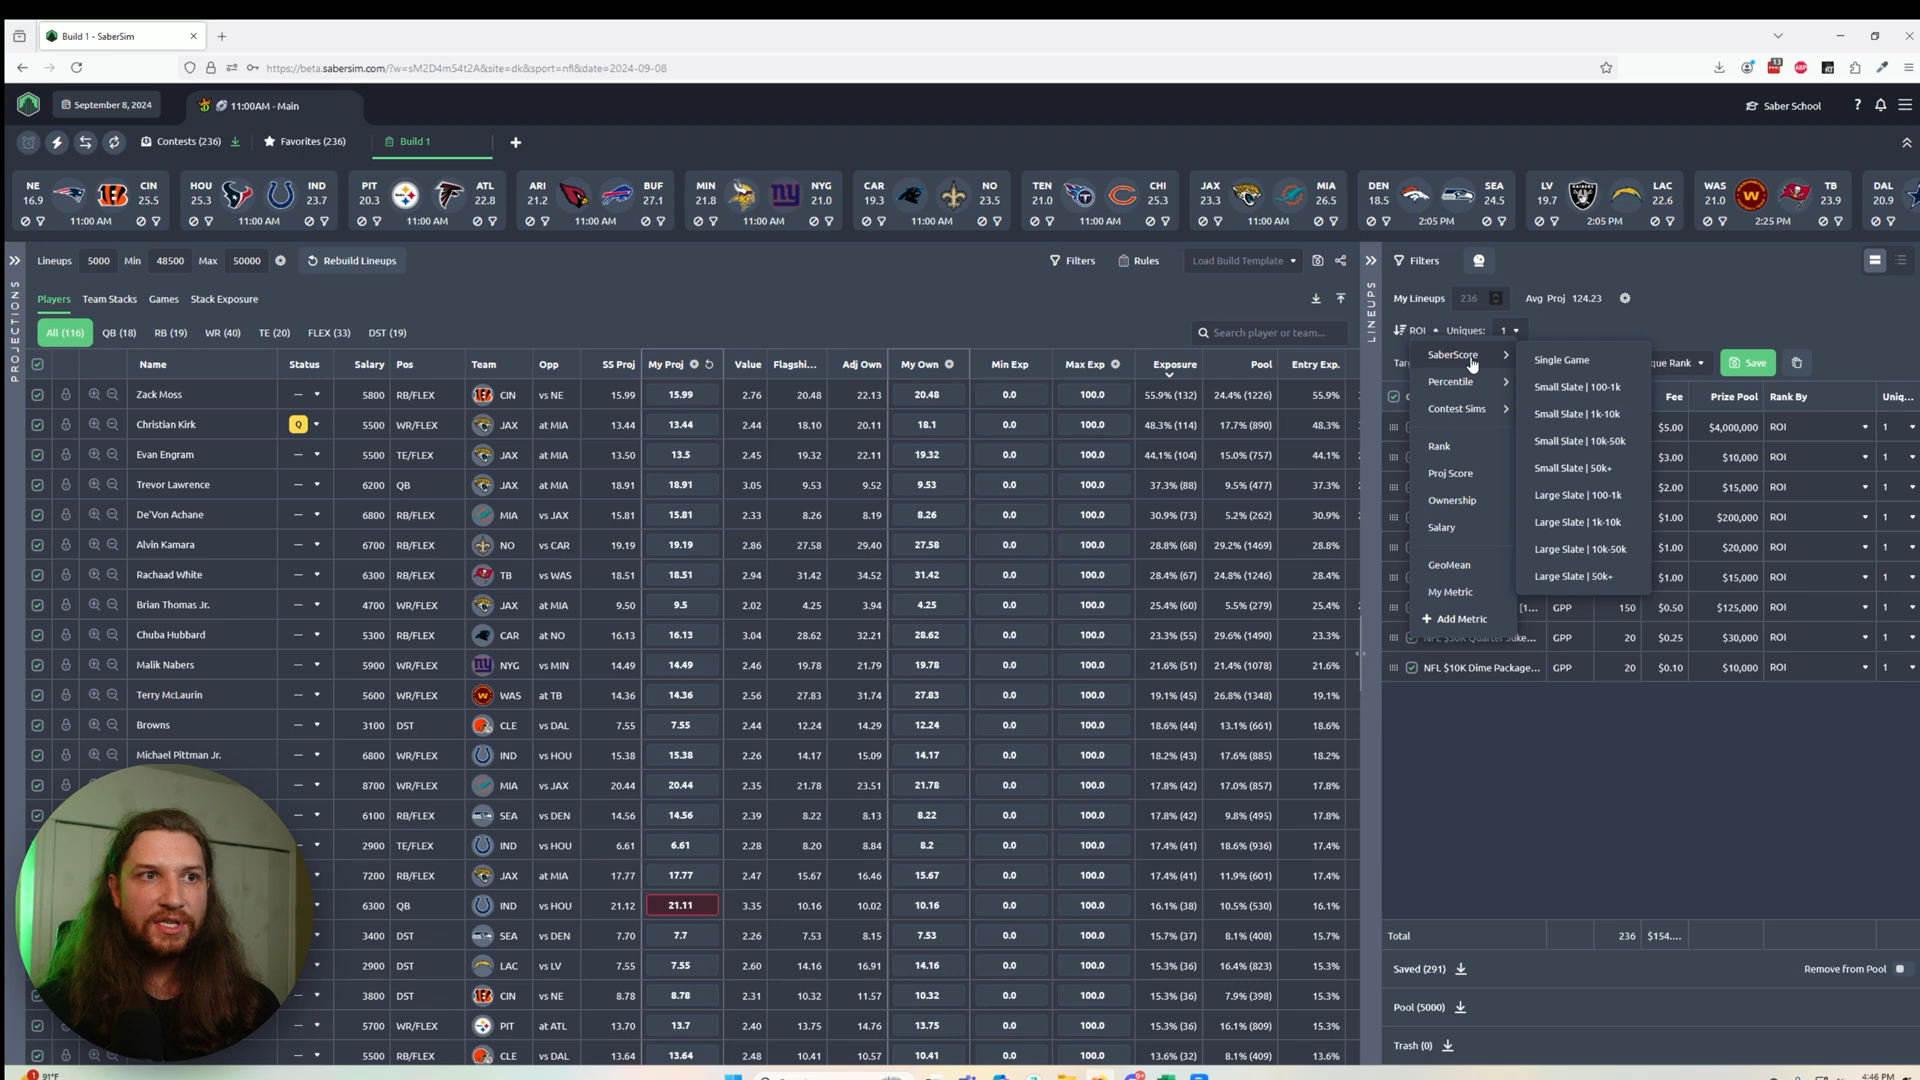 Build 1 - SaberSim
https://beta.sabersim.com/?w=sM2D4m54t2A&site=dk&sport=nfl&date=2024-09-08
13
September 8, 2024
11:00AM - Main
Saber School
Contests (236)
Favorites (306)
Build 1
NE 16.9 CIN 25.5 11:00 AM
HOU 25.3 IND 23.7 11:00 AM
PIT 20.3 ATL 22.8 11:00 AM
ARI 21.2 BUF 27.1 11:00 AM
MIN 21.8 NYG 21.0 11:00 AM
CAR 19.3 NO 23.5 11:00 AM
TEN 21.0 CHI 25.3 11:00 AM
JAX 23.3 MIA 26.5 11:00 AM
DEN 18.5 SEA 24.5 2:05 PM
LV 19.7 LAC 22.6 2:05 PM
WAS 21.0 TB 23.9 2:25 PM
DAL 20.9
PROJECTIONS
Lineups 5000 Min 48500 Max 50000 Rebuild Lineups Filters Rules Load Build Template
Players Team Stacks Games Stack Exposure
All (116) QB (18) RB (19) WR (40) TE (20) FLEX (33) DST (19) Search player or team...
Name Status Salary Pos Team Opp SS Proj My Proj Value Flagshi... Adj Own My Own Min Exp Max Exp Exposure Pool Entry Exp.
Zack Moss — 5800 RB/FLEX CIN vs NE 15.99 15.99 2.76 20.48 22.13 20.48 0.0 100.0 55.9% (132) 24.4% (1226) 55.9%
Christian Kirk Q 5500 WR/FLEX JAX at MIA 13.44 13.44 2.44 18.10 20.11 18.1 0.0 100.0 48.3% (114) 17.7% (890) 48.3%
Evan Engram — 5500 TE/FLEX JAX at MIA 13.50 13.5 2.45 19.32 22.11 19.32 0.0 100.0 44.1% (104) 15.0% (757) 44.1%
Trevor Lawrence — 6200 QB JAX at MIA 18.91 18.91 3.05 9.53 9.52 9.53 0.0 100.0 37.3% (88) 9.5% (477) 37.3%
De'Von Achane — 6800 RB/FLEX MIA vs JAX 15.81 15.81 2.33 8.26 8.19 8.26 0.0 100.0 30.9% (73) 5.2% (262) 30.9%
Alvin Kamara — 6700 RB/FLEX NO vs CAR 19.19 19.19 2.86 27.58 29.40 27.58 0.0 100.0 28.8% (68) 29.2% (1469) 28.8%
Rachaad White — 6300 RB/FLEX TB vs WAS 18.51 18.51 2.94 31.42 34.52 31.42 0.0 100.0 28.4% (67) 24.8% (1246) 28.4%
Brian Thomas Jr. — 4700 WR/FLEX JAX at MIA 9.50 9.5 2.02 4.25 3.94 4.25 0.0 100.0 25.4% (60) 5.5% (279) 25.4%
Chuba Hubbard — 5300 RB/FLEX CAR at NO 16.13 16.13 3.04 28.62 32.21 28.62 0.0 100.0 23.3% (55) 29.6% (1490) 23.3%
Malik Nabers — 5900 WR/FLEX NYG vs MIN 14.49 14.49 2.46 19.78 21.79 19.78 0.0 100.0 21.6% (51) 21.4% (1078) 21.6%
Terry McLaurin — 5600 WR/FLEX WAS at TB 14.36 14.36 2.56 27.83 31.74 27.83 0.0 100.0 19.1% (45) 26.8% (1348) 19.1%
Browns — 3100 DST CLE vs DAL 7.55 7.55 2.44 12.24 14.29 12.24 0.0 100.0 18.6% (44) 13.1% (661) 18.6%
Michael Pittman Jr. — 6800 WR/FLEX IND vs HOU 15.38 15.38 2.26 14.17 15.09 14.17 0.0 100.0 18.2% (43) 17.6% (885) 18.2%
8700 WR/FLEX MIA vs JAX 20.44 20.44 2.35 21.78 23.51 21.78 0.0 100.0 17.8% (42) 17.0% (857) 17.8%
6100 RB/FLEX SEA vs DEN 14.56 14.56 2.39 8.22 8.13 8.22 0.0 100.0 17.8% (42) 9.8% (495) 17.8%
2900 TE/FLEX IND vs HOU 6.61 6.61 2.28 8.20 8.84 8.2 0.0 100.0 17.4% (41) 18.6% (936) 17.4%
7200 RB/FLEX JAX at MIA 17.77 17.77 2.47 15.67 16.46 15.67 0.0 100.0 17.4% (41) 11.9% (601) 17.4%
6300 QB IND vs HOU 21.12 21.11 3.35 10.16 10.02 10.16 0.0 100.0 16.1% (38) 10.5% (530) 16.1%
3400 DST SEA vs DEN 7.70 7.7 2.26 7.53 8.15 7.53 0.0 100.0 15.7% (37) 8.1% (408) 15.7%
2900 DST LAC vs LV 7.55 7.55 2.60 14.16 16.91 14.16 0.0 100.0 15.3% (36) 16.4% (823) 15.3%
3800 DST CIN vs NE 8.78 8.78 2.31 10.32 11.57 10.32 0.0 100.0 15.3% (36) 7.9% (398) 15.3%
5700 WR/FLEX PIT at ATL 13.70 13.7 2.40 13.75 14.76 13.75 0.0 100.0 15.3% (36) 16.1% (809) 15.3%
5500 RB/FLEX CLE vs DAL 13.64 13.64 2.48 10.41 10.57 10.41 0.0 100.0 13.6% (32) 8.1% (409) 13.6%
LINEUPS
Filters
My Lineups 236 Avg Proj 124.23
ROI Uniques: 1
SaberScore
Percentile
Contest Sims
Rank
Proj Score
Ownership
Salary
GeoMean
My Metric
Add Metric
Single Game
Small Slate | 100-1k
Small Slate | 1k-10k
Small Slate | 10k-50k
Small Slate | 50k+
Large Slate | 100-1k
Large Slate | 1k-10k
Large Slate | 10k-50k
Large Slate | 50k+
que Rank Save
Fee Prize Pool Rank By Uniq...
$5.00 $4,000,000 ROI 1
$3.00 $10,000 ROI 1
$2.00 $15,000 ROI 1
$1.00 $200,000 ROI 1
$1.00 $20,000 ROI 1
$1.00 $15,000 ROI 1
[1... GPP 150 $0.50 $125,000 ROI 1
NFL $30K Quarter Juke... GPP 20 $0.25 $30,000 ROI 1
NFL $10K Dime Package... GPP 20 $0.10 $10,000 ROI 1
Total 236 $154....
Saved (291) Remove from Pool
Pool (5000)
Trash (0)
91°F
4:46 PM